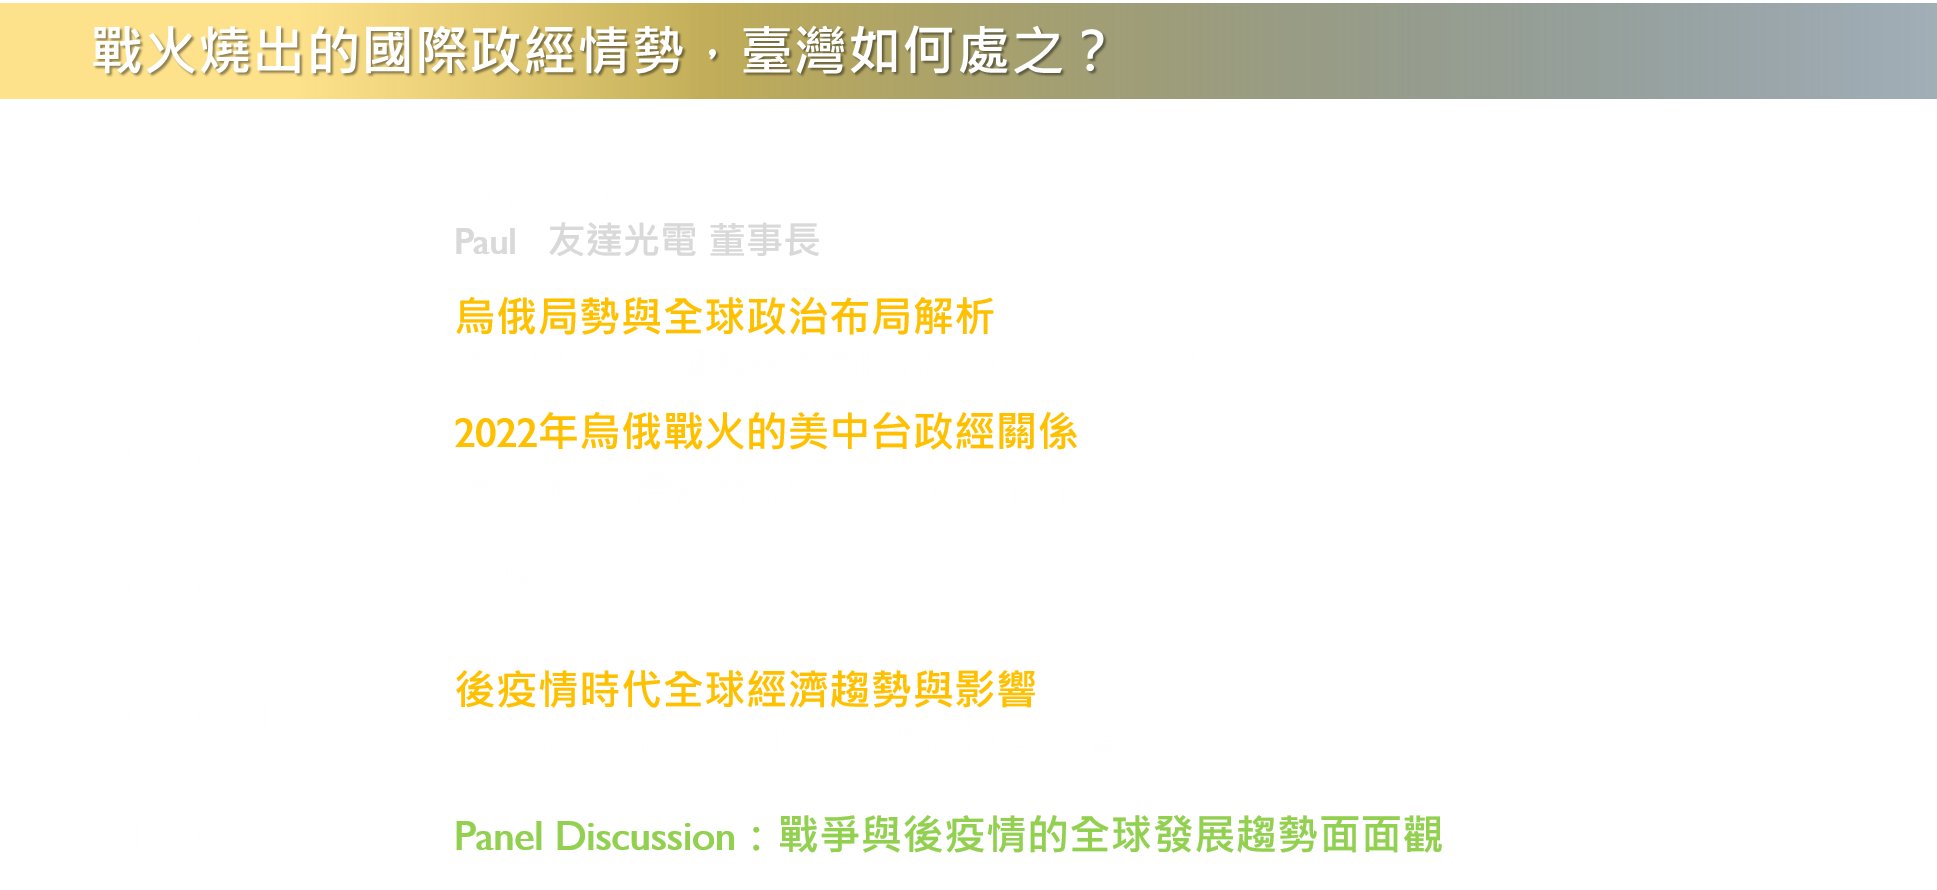 戰火燒出的國際政經情勢，臺灣如何處之？
Paul 友達光電 董事長
烏俄局勢與全球政治布局解析
2022年烏俄戰火的美中台政經關係
後疫情時代全球經濟趨勢與影響
Panel Discussion：戰爭與後疫情的全球發展趨勢面面觀